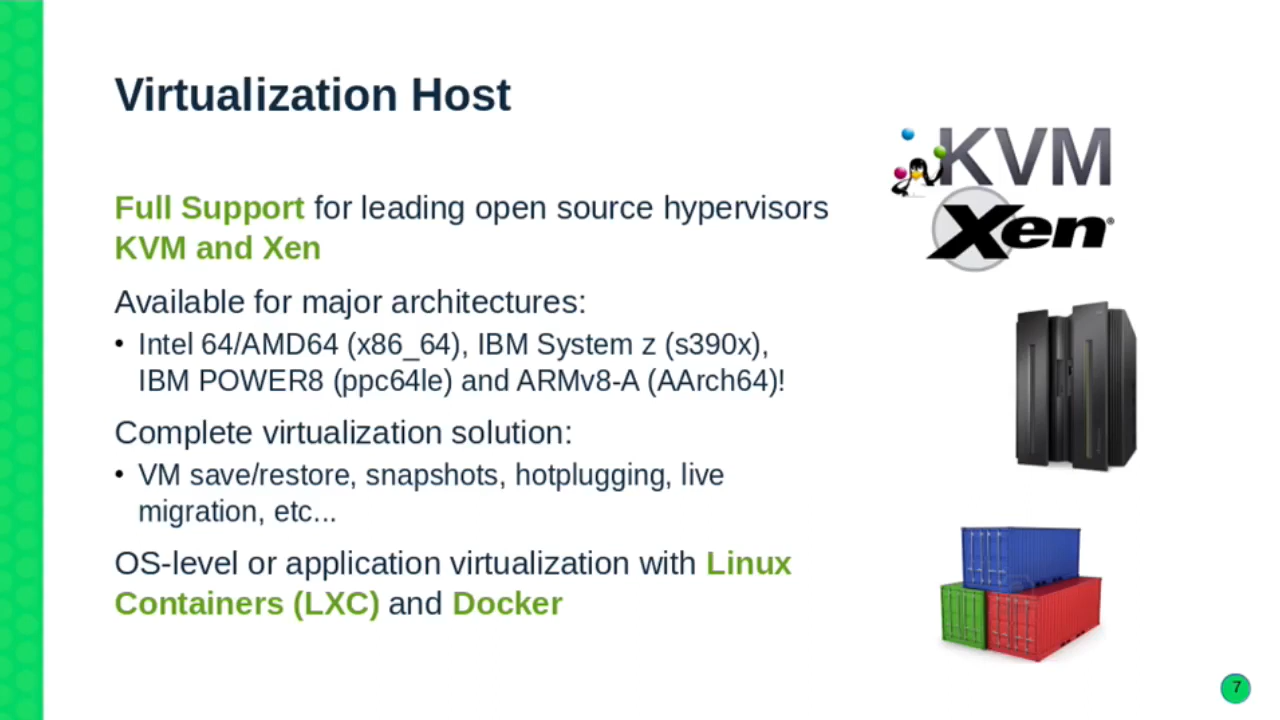 Virtualization Host
KVM
Xen®
Full Support for leading open source hypervisors
KVM and Xen
Available for major architectures:
• Intel 64/AMD64 (x86_64), IBM System z (s390x),
IBM POWER8 (ppc64le) and ARMv8-A (AArch64)!
Complete virtualization solution:
• VM save/restore, snapshots, hotplugging, live
migration, etc...
OS-level or application virtualization with Linux
Containers (LXC) and Docker
7